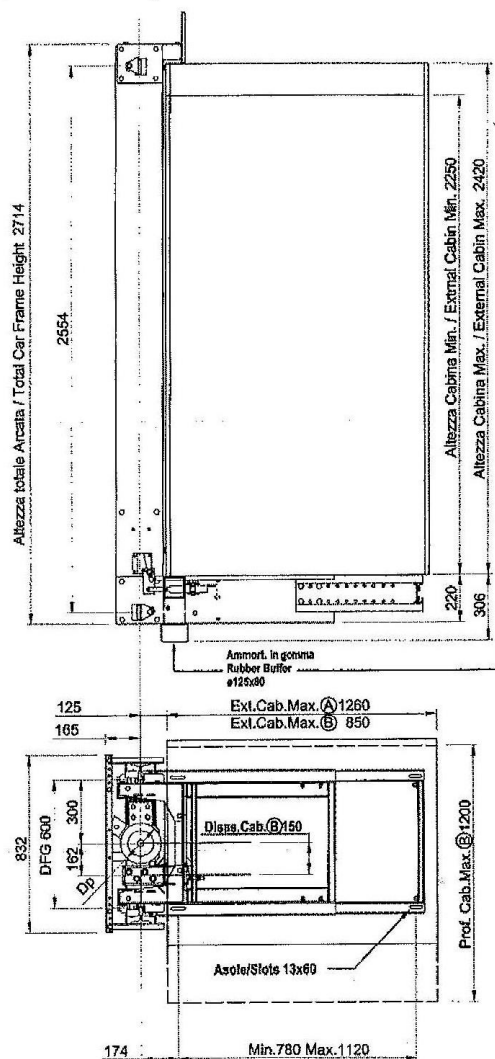 Altezza totale Arcata / Total Car Frame Height 2714
2554
Altezza Cabina Min. / Extrnal Cabin Min. 2250
Altezza Cabina Max. / External Cabin Max. 2420
220
306
Ammort. in gomma
Rubber Buffer
ø125x80
125
165
Ext.Cab.Max.Ⓐ1260
Ext.Cab.Max.Ⓑ 850
832
DFG 600
300
162
Dp
Disas.Cab.Ⓑ150
Prof. Cab.Max.Ⓑ1200
Asole/Slots 13x60
174
Min.780 Max.1120